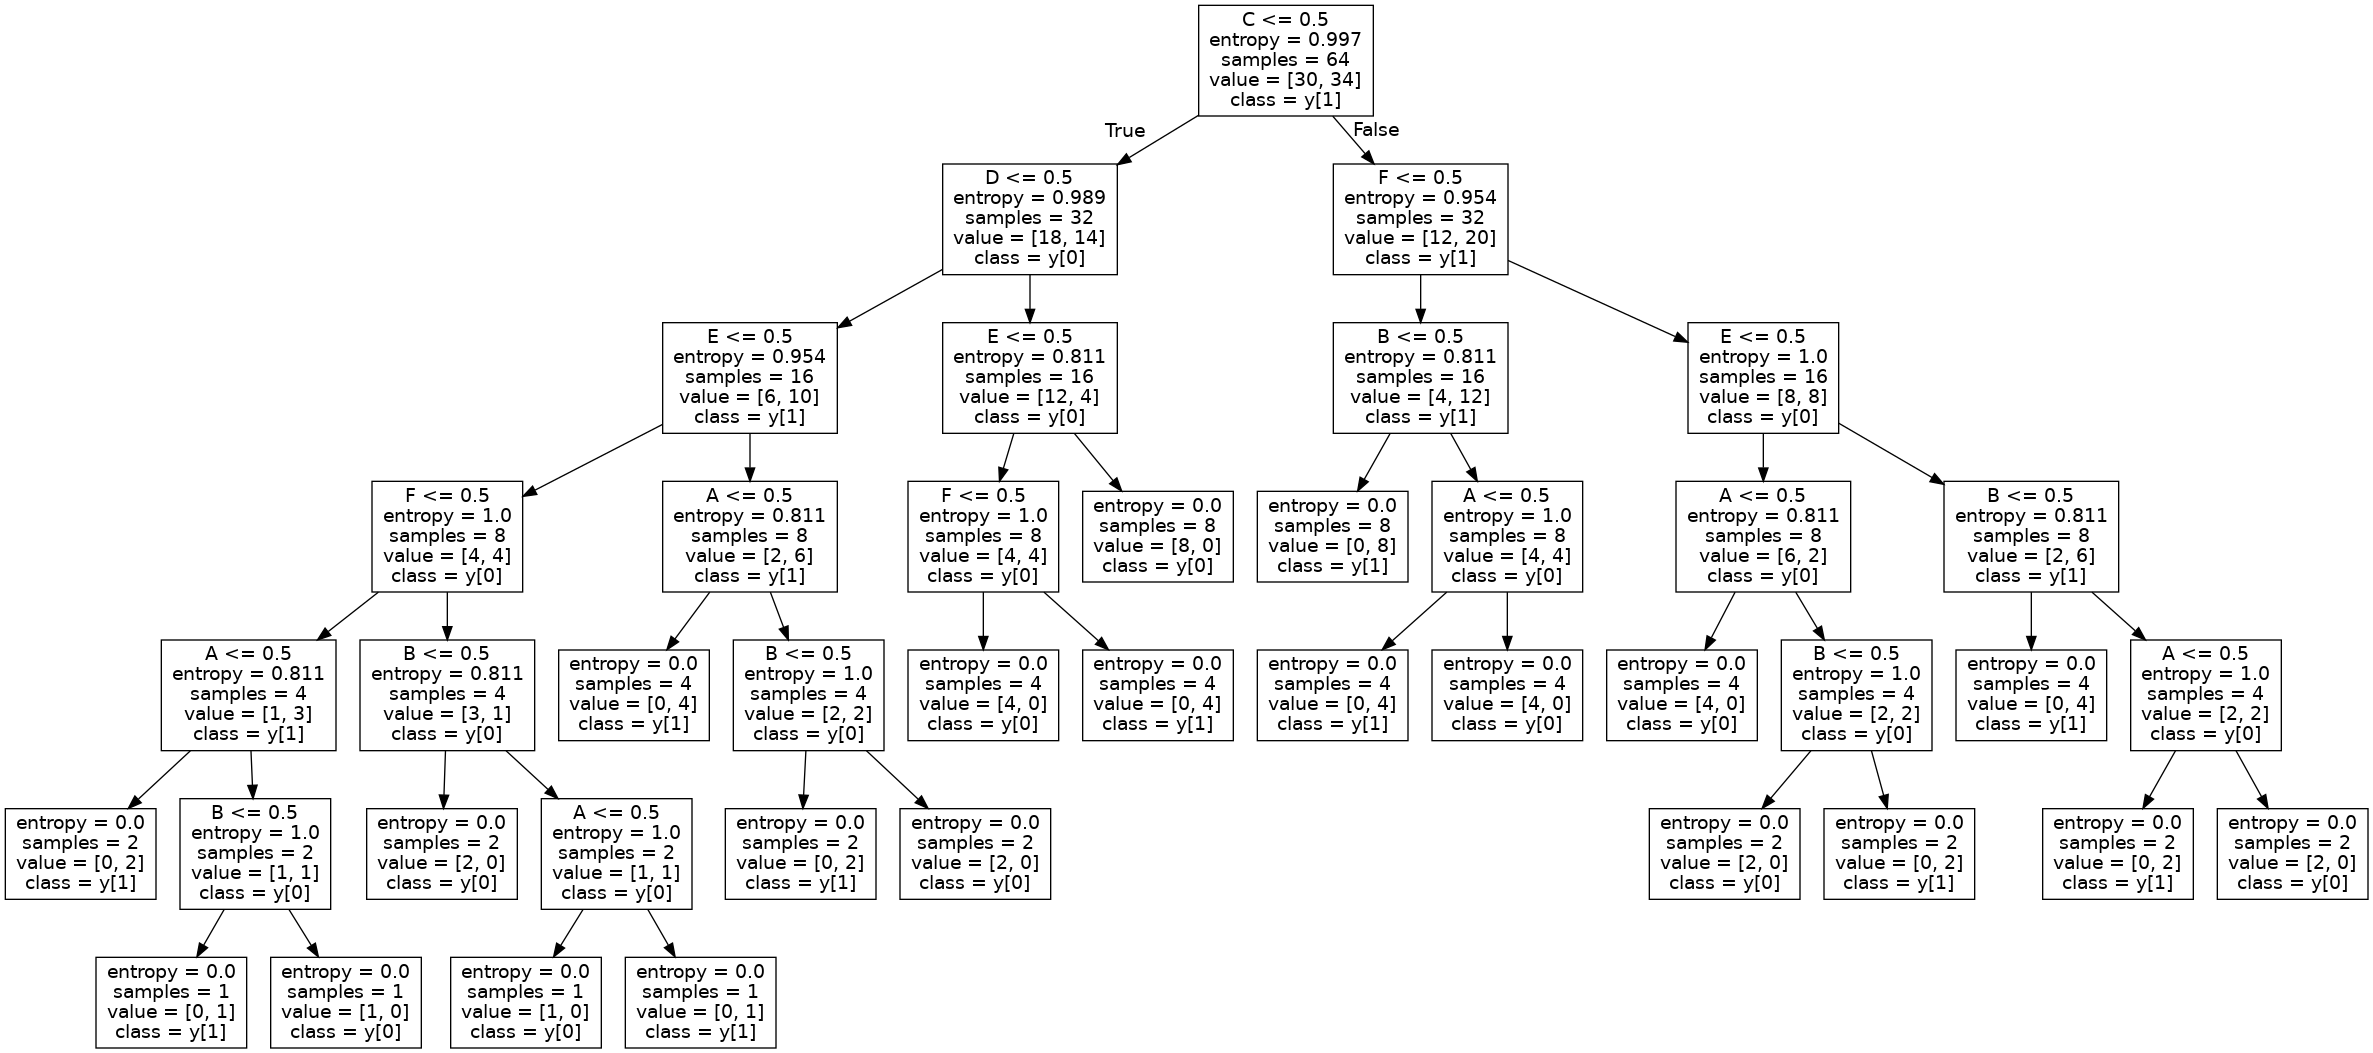 C <= 0.5
entropy = 0.997
samples = 64
value = [30, 34]
class = y[1]
True
False
D <= 0.5
entropy = 0.989
samples = 32
value = [18, 14]
class = y[0]
F <= 0.5
entropy = 0.954
samples = 32
value = [12, 20]
class = y[1]
E <= 0.5
entropy = 0.954
samples = 16
value = [6, 10]
class = y[1]
E <= 0.5
entropy = 0.811
samples = 16
value = [12, 4]
class = y[0]
B <= 0.5
entropy = 0.811
samples = 16
value = [4, 12]
class = y[1]
E <= 0.5
entropy = 1.0
samples = 16
value = [8, 8]
class = y[0]
F <= 0.5
entropy = 1.0
samples = 8
value = [4, 4]
class = y[0]
A <= 0.5
entropy = 0.811
samples = 8
value = [2, 6]
class = y[1]
F <= 0.5
entropy = 1.0
samples = 8
value = [4, 4]
class = y[0]
entropy = 0.0
samples = 8
value = [8, 0]
class = y[0]
entropy = 0.0
samples = 8
value = [0, 8]
class = y[1]
A <= 0.5
entropy = 1.0
samples = 8
value = [4, 4]
class = y[0]
A <= 0.5
entropy = 0.811
samples = 8
value = [6, 2]
class = y[0]
B <= 0.5
entropy = 0.811
samples = 8
value = [2, 6]
class = y[1]
A <= 0.5
entropy = 0.811
samples = 4
value = [1, 3]
class = y[1]
B <= 0.5
entropy = 0.811
samples = 4
value = [3, 1]
class = y[0]
entropy = 0.0
samples = 4
value = [0, 4]
class = y[1]
B <= 0.5
entropy = 1.0
samples = 4
value = [2, 2]
class = y[0]
entropy = 0.0
samples = 4
value = [4, 0]
class = y[0]
entropy = 0.0
samples = 4
value = [0, 4]
class = y[1]
entropy = 0.0
samples = 4
value = [0, 4]
class = y[1]
entropy = 0.0
samples = 4
value = [4, 0]
class = y[0]
entropy = 0.0
samples = 4
value = [4, 0]
class = y[0]
B <= 0.5
entropy = 1.0
samples = 4
value = [2, 2]
class = y[0]
entropy = 0.0
samples = 4
value = [0, 4]
class = y[1]
A <= 0.5
entropy = 1.0
samples = 4
value = [2, 2]
class = y[0]
entropy = 0.0
samples = 2
value = [0, 2]
class = y[1]
B <= 0.5
entropy = 1.0
samples = 2
value = [1, 1]
class = y[0]
entropy = 0.0
samples = 2
value = [2, 0]
class = y[0]
A <= 0.5
entropy = 1.0
samples = 2
value = [1, 1]
class = y[0]
entropy = 0.0
samples = 2
value = [0, 2]
class = y[1]
entropy = 0.0
samples = 2
value = [2, 0]
class = y[0]
entropy = 0.0
samples = 2
value = [2, 0]
class = y[0]
entropy = 0.0
samples = 2
value = [0, 2]
class = y[1]
entropy = 0.0
samples = 2
value = [0, 2]
class = y[1]
entropy = 0.0
samples = 2
value = [2, 0]
class = y[0]
entropy = 0.0
samples = 1
value = [0, 1]
class = y[1]
entropy = 0.0
samples = 1
value = [1, 0]
class = y[0]
entropy = 0.0
samples = 1
value = [1, 0]
class = y[0]
entropy = 0.0
samples = 1
value = [0, 1]
class = y[1]